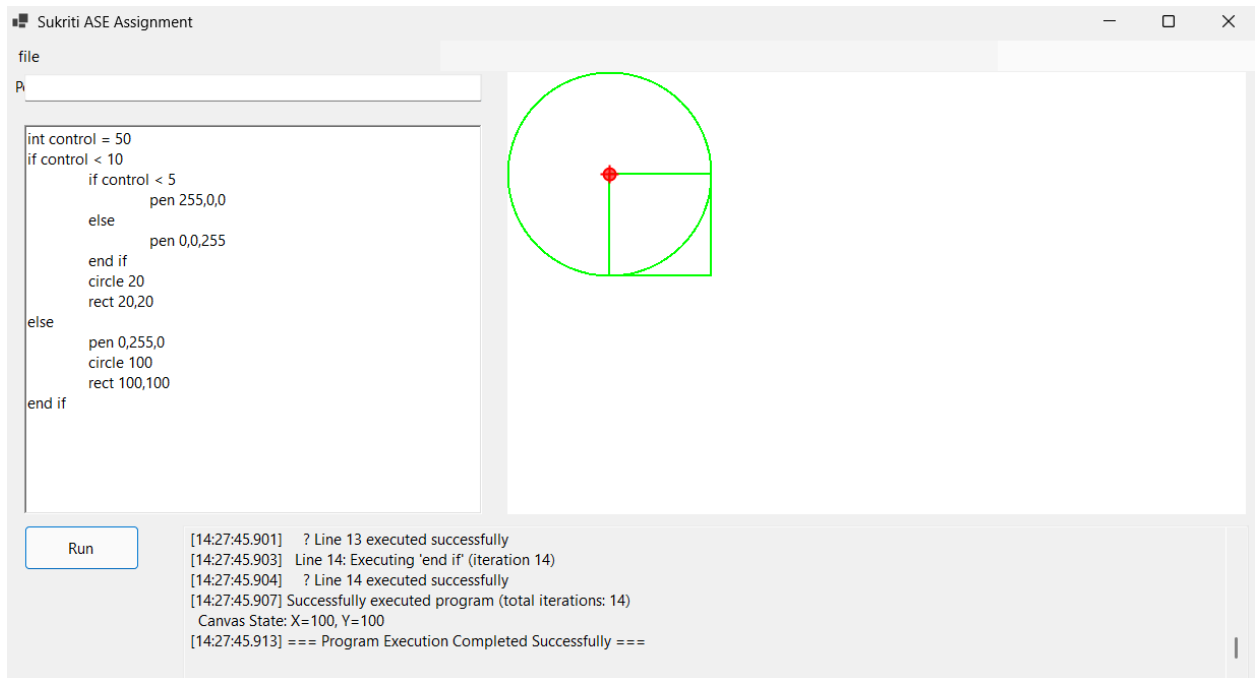 Sukriti ASE Assignment
file
int control = 50
if control < 10
if control < 5
pen 255,0,0
else
pen 0,0,255
end if
circle 20
rect 20,20
else
pen 0,255,0
circle 100
rect 100,100
end if
Run
[14:27:45.901] ? Line 13 executed successfully
[14:27:45.903] Line 14: Executing 'end if' (iteration 14)
[14:27:45.904] ? Line 14 executed successfully
[14:27:45.907] Successfully executed program (total iterations: 14)
Canvas State: X=100, Y=100
[14:27:45.913] === Program Execution Completed Successfully ===